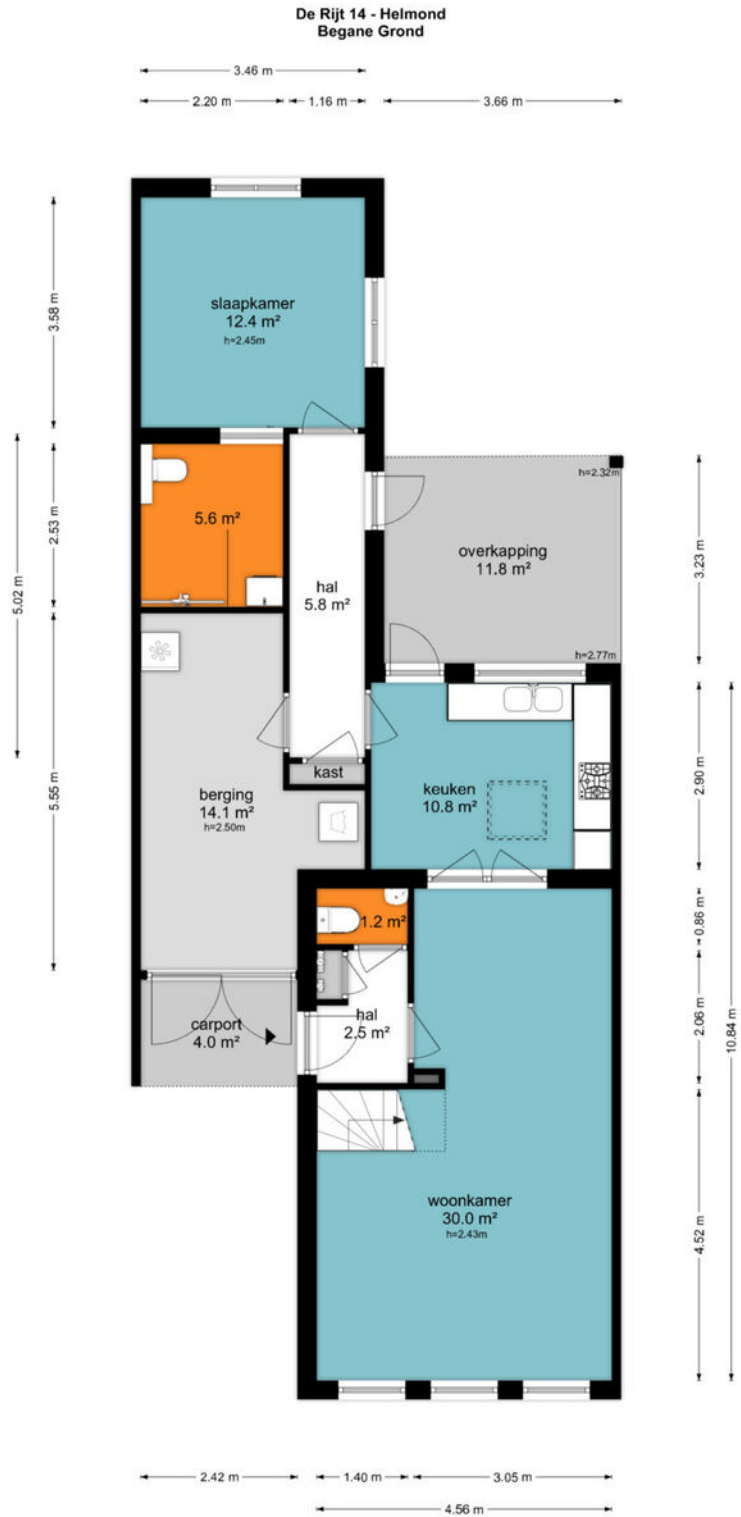 De Rijt 14 - Helmond
Begane Grond
3.46 m
2.20 m
1.16 m
3.66 m
3.58 m
slaapkamer
12.4 m²
h=2.45m
5.02 m
2.53 m
5.6 m²
hal
5.8 m²
h=2.32m
overkapping
11.8 m²
h=2.77m
3.23 m
5.55 m
berging
14.1 m²
h=2.50m
kast
keuken
10.8 m²
2.90 m
10.84 m
1.2 m²
0.86 m
hal
2.5 m²
2.06 m
carport
4.0 m²
woonkamer
30.0 m²
h=2.43m
4.52 m
2.42 m
1.40 m
3.05 m
4.56 m